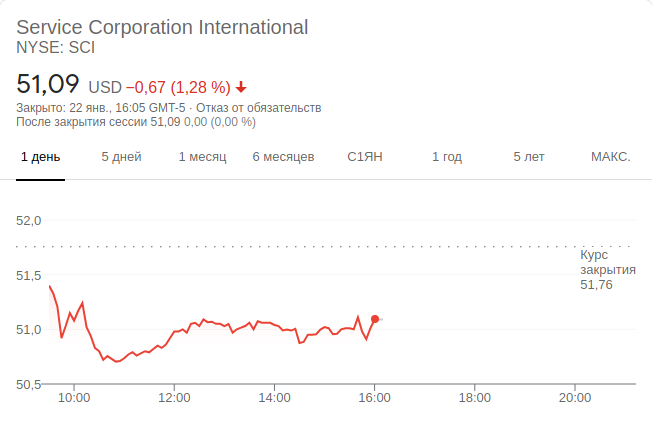 Service Corporation International
NYSE: SCI
51,09 USD −0,67 (1,28 %)
Закрыто: 22 янв., 16:05 GMT-5 · Отказ от обязательств
После закрытия сессии 51,09 0,00 (0,00 %)
1 день 5 дней 1 месяц 6 месяцев С1ЯН 1 год 5 лет МАКС.
52,0
Курс
закрытия
51,76
51,5
51,0
50,5
10:00 12:00 14:00 16:00 18:00 20:00